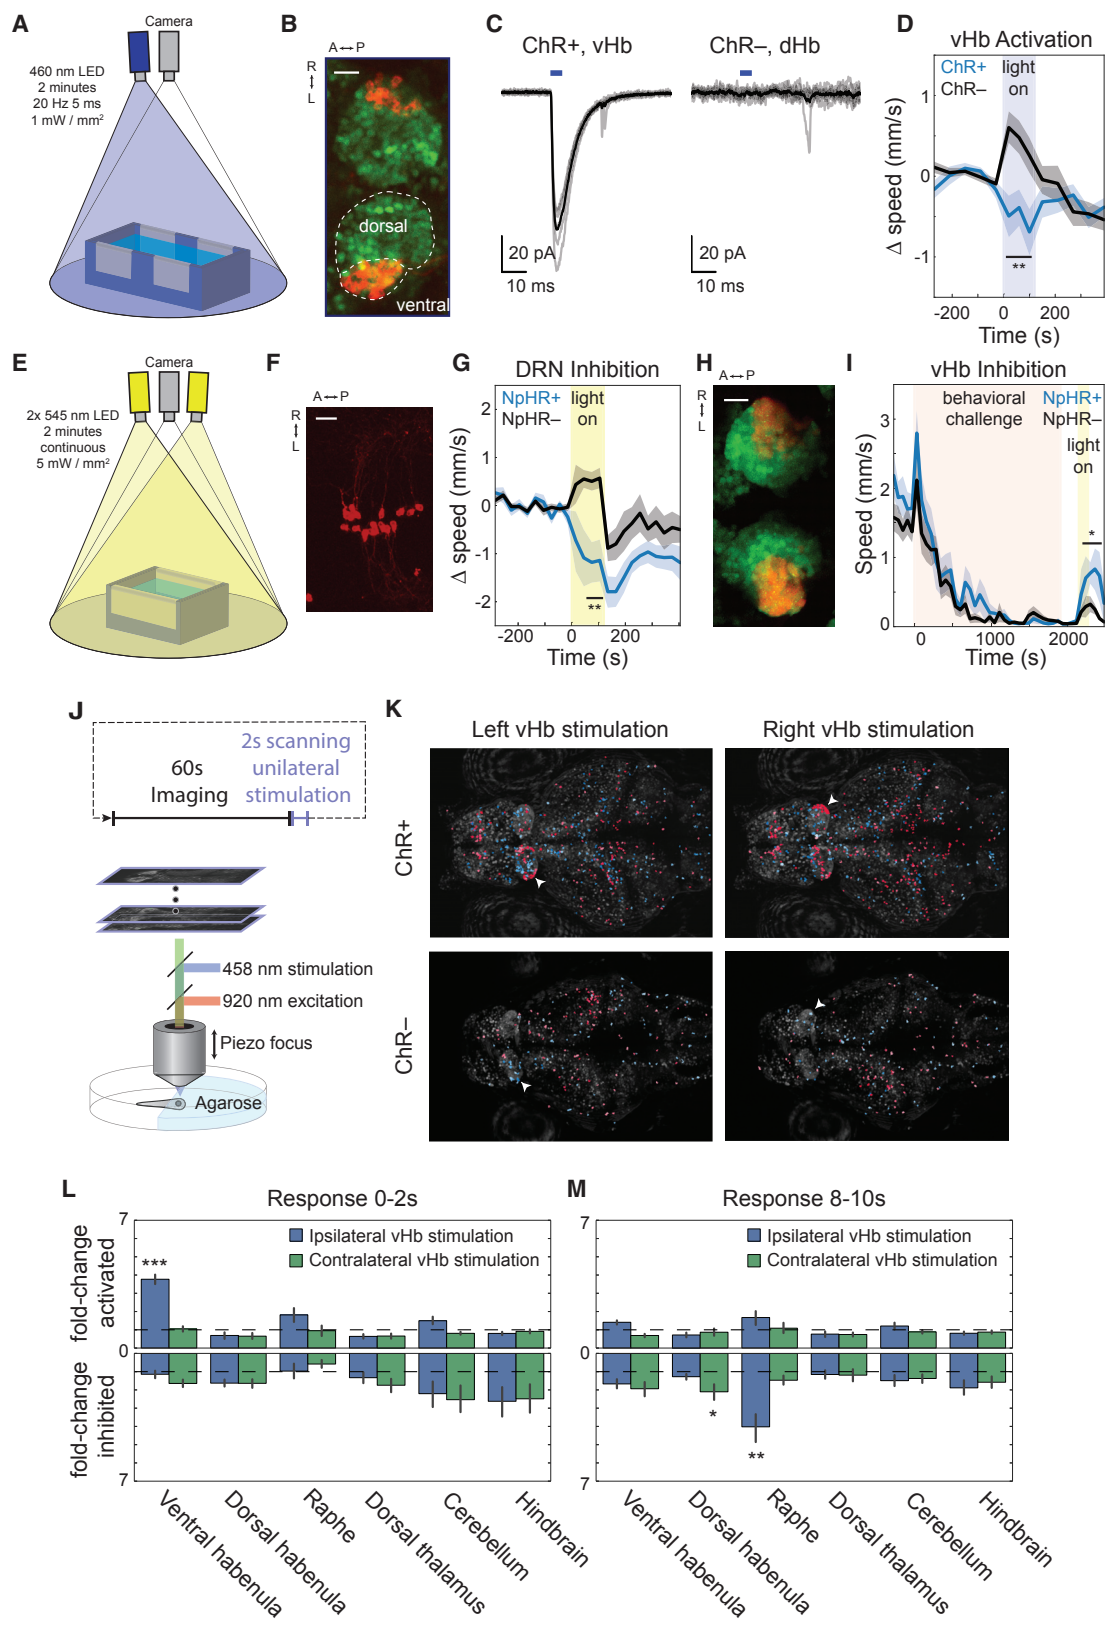 A
Camera
460 nm LED
2 minutes
20 Hz 5 ms
1 mW / mm²
B
A↔P
R
↕
L
dorsal
ventral
C
ChR+, vHb
ChR–, dHb
20 pA
10 ms
20 pA
10 ms
D
vHb Activation
ChR+
ChR–
light
on
1
0
-1
**
Δ speed (mm/s)
-200
0
200
Time (s)
E
Camera
2x 545 nm LED
2 minutes
continuous
5 mW / mm²
F
A↔P
R
↕
L
G
DRN Inhibition
NpHR+
NpHR–
light
on
2
1
0
-1
-2
**
Δ speed (mm/s)
-200
0
200
Time (s)
H
A↔P
R
↕
L
I
vHb Inhibition
behavioral
challenge
NpHR+
NpHR–
light
on
*
3
2
1
0
Speed (mm/s)
0
1000
2000
Time (s)
J
2s scanning
unilateral
stimulation
60s
Imaging
458 nm stimulation
920 nm excitation
Piezo focus
Agarose
K
Left vHb stimulation
Right vHb stimulation
ChR+
ChR–
L
Response 0-2s
7
0
7
fold-change
activated
fold-change
inhibited
Ipsilateral vHb stimulation
Contralateral vHb stimulation
***
Ventral habenula
Dorsal habenula
Raphe
Dorsal thalamus
Cerebellum
Hindbrain
M
Response 8-10s
7
0
7
Ipsilateral vHb stimulation
Contralateral vHb stimulation
*
**
Ventral habenula
Dorsal habenula
Raphe
Dorsal thalamus
Cerebellum
Hindbrain